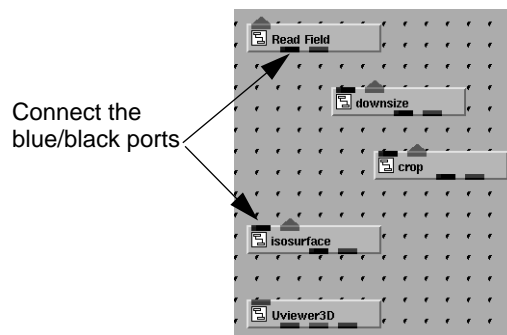 Read Field
downsize
Connect the
blue/black ports
crop
isosurface
Uviewer3D